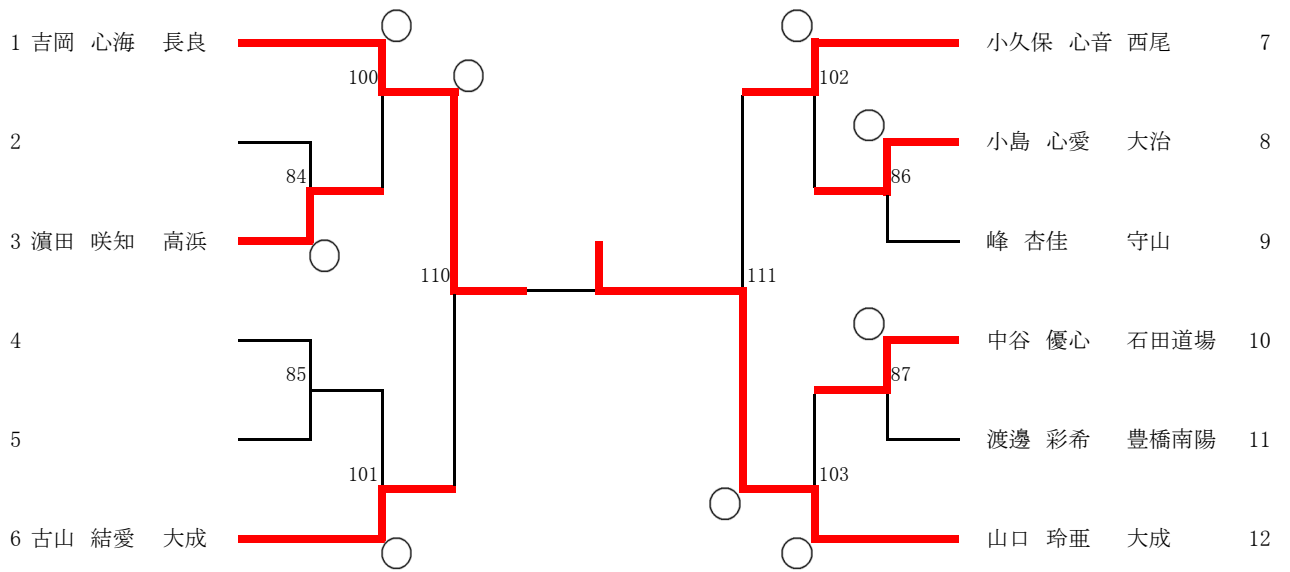 1 吉岡 心海 長良
100
2
84
3 濵田 咲知 高浜
110
4
85
5
101
6 古山 結愛 大成
小久保 心音 西尾 7
102
小島 心愛 大治 8
86
峰 杏佳 守山 9
111
中谷 優心 石田道場 10
87
渡邊 彩希 豊橋南陽 11
103
山口 玲亜 大成 12